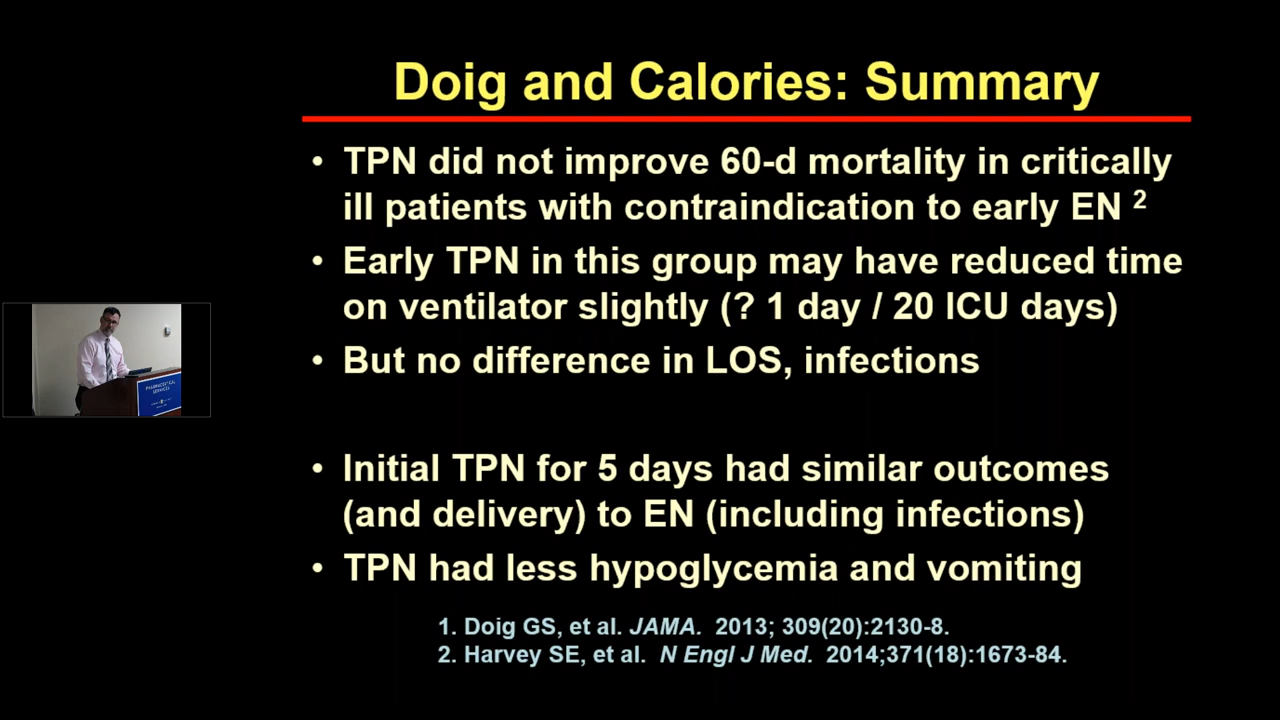 Doig and Calories: Summary
• TPN did not improve 60-d mortality in critically
ill patients with contraindication to early EN 2
• Early TPN in this group may have reduced time
on ventilator slightly (? 1 day / 20 ICU days)
• But no difference in LOS, infections
PHARMACEUTICAL
SERVICES
• Initial TPN for 5 days had similar outcomes
(and delivery) to EN (including infections)
• TPN had less hypoglycemia and vomiting
1. Doig GS, et al. JAMA. 2013; 309(20):2130-8.
2. Harvey SE, et al. N Engl J Med. 2014;371(18):1673-84.